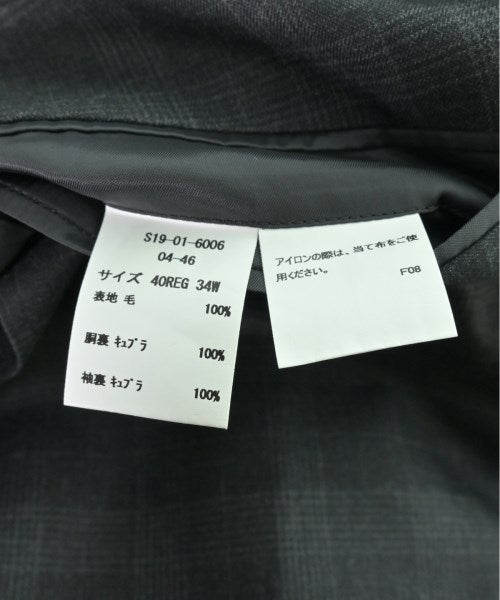 S19-01-6006
04-46
サイズ 40REG 34W
表地 毛 100%
胴裏 ｷｭﾌﾟﾗ 100%
袖裏 ｷｭﾌﾟﾗ 100%
アイロンの際は、当て布をご使
用ください。
F08